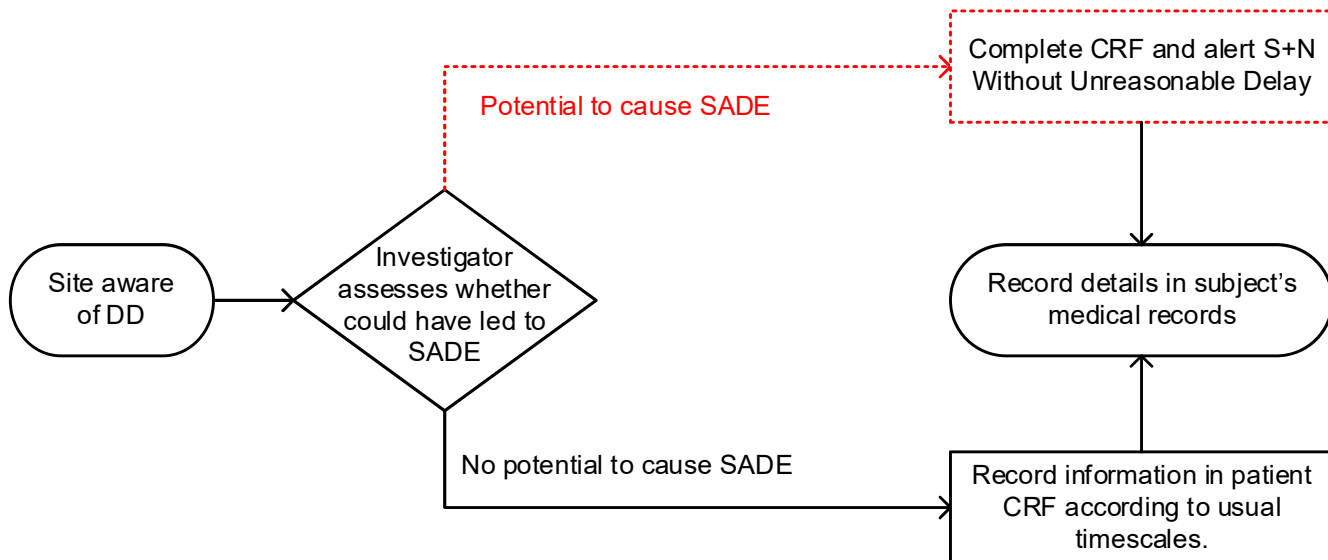 Complete CRF and alert S+N
Without Unreasonable Delay
Potential to cause SADE
Site aware
of DD
Investigator
assesses whether
could have led to
SADE
Record details in subject’s
medical records
No potential to cause SADE
Record information in patient
CRF according to usual
timescales.